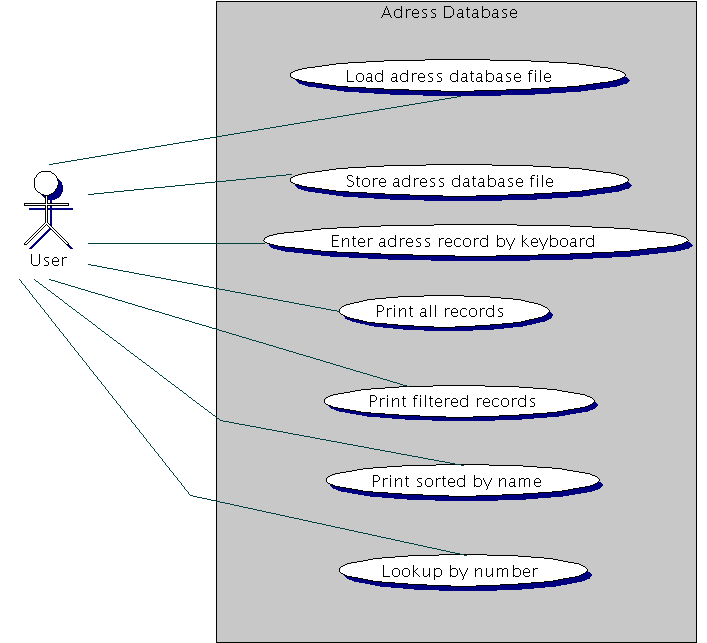 Adress Database
Load adress database file
Store adress database file
Enter adress record by keyboard
User
Print all records
Print filtered records
Print sorted by name
Lookup by number